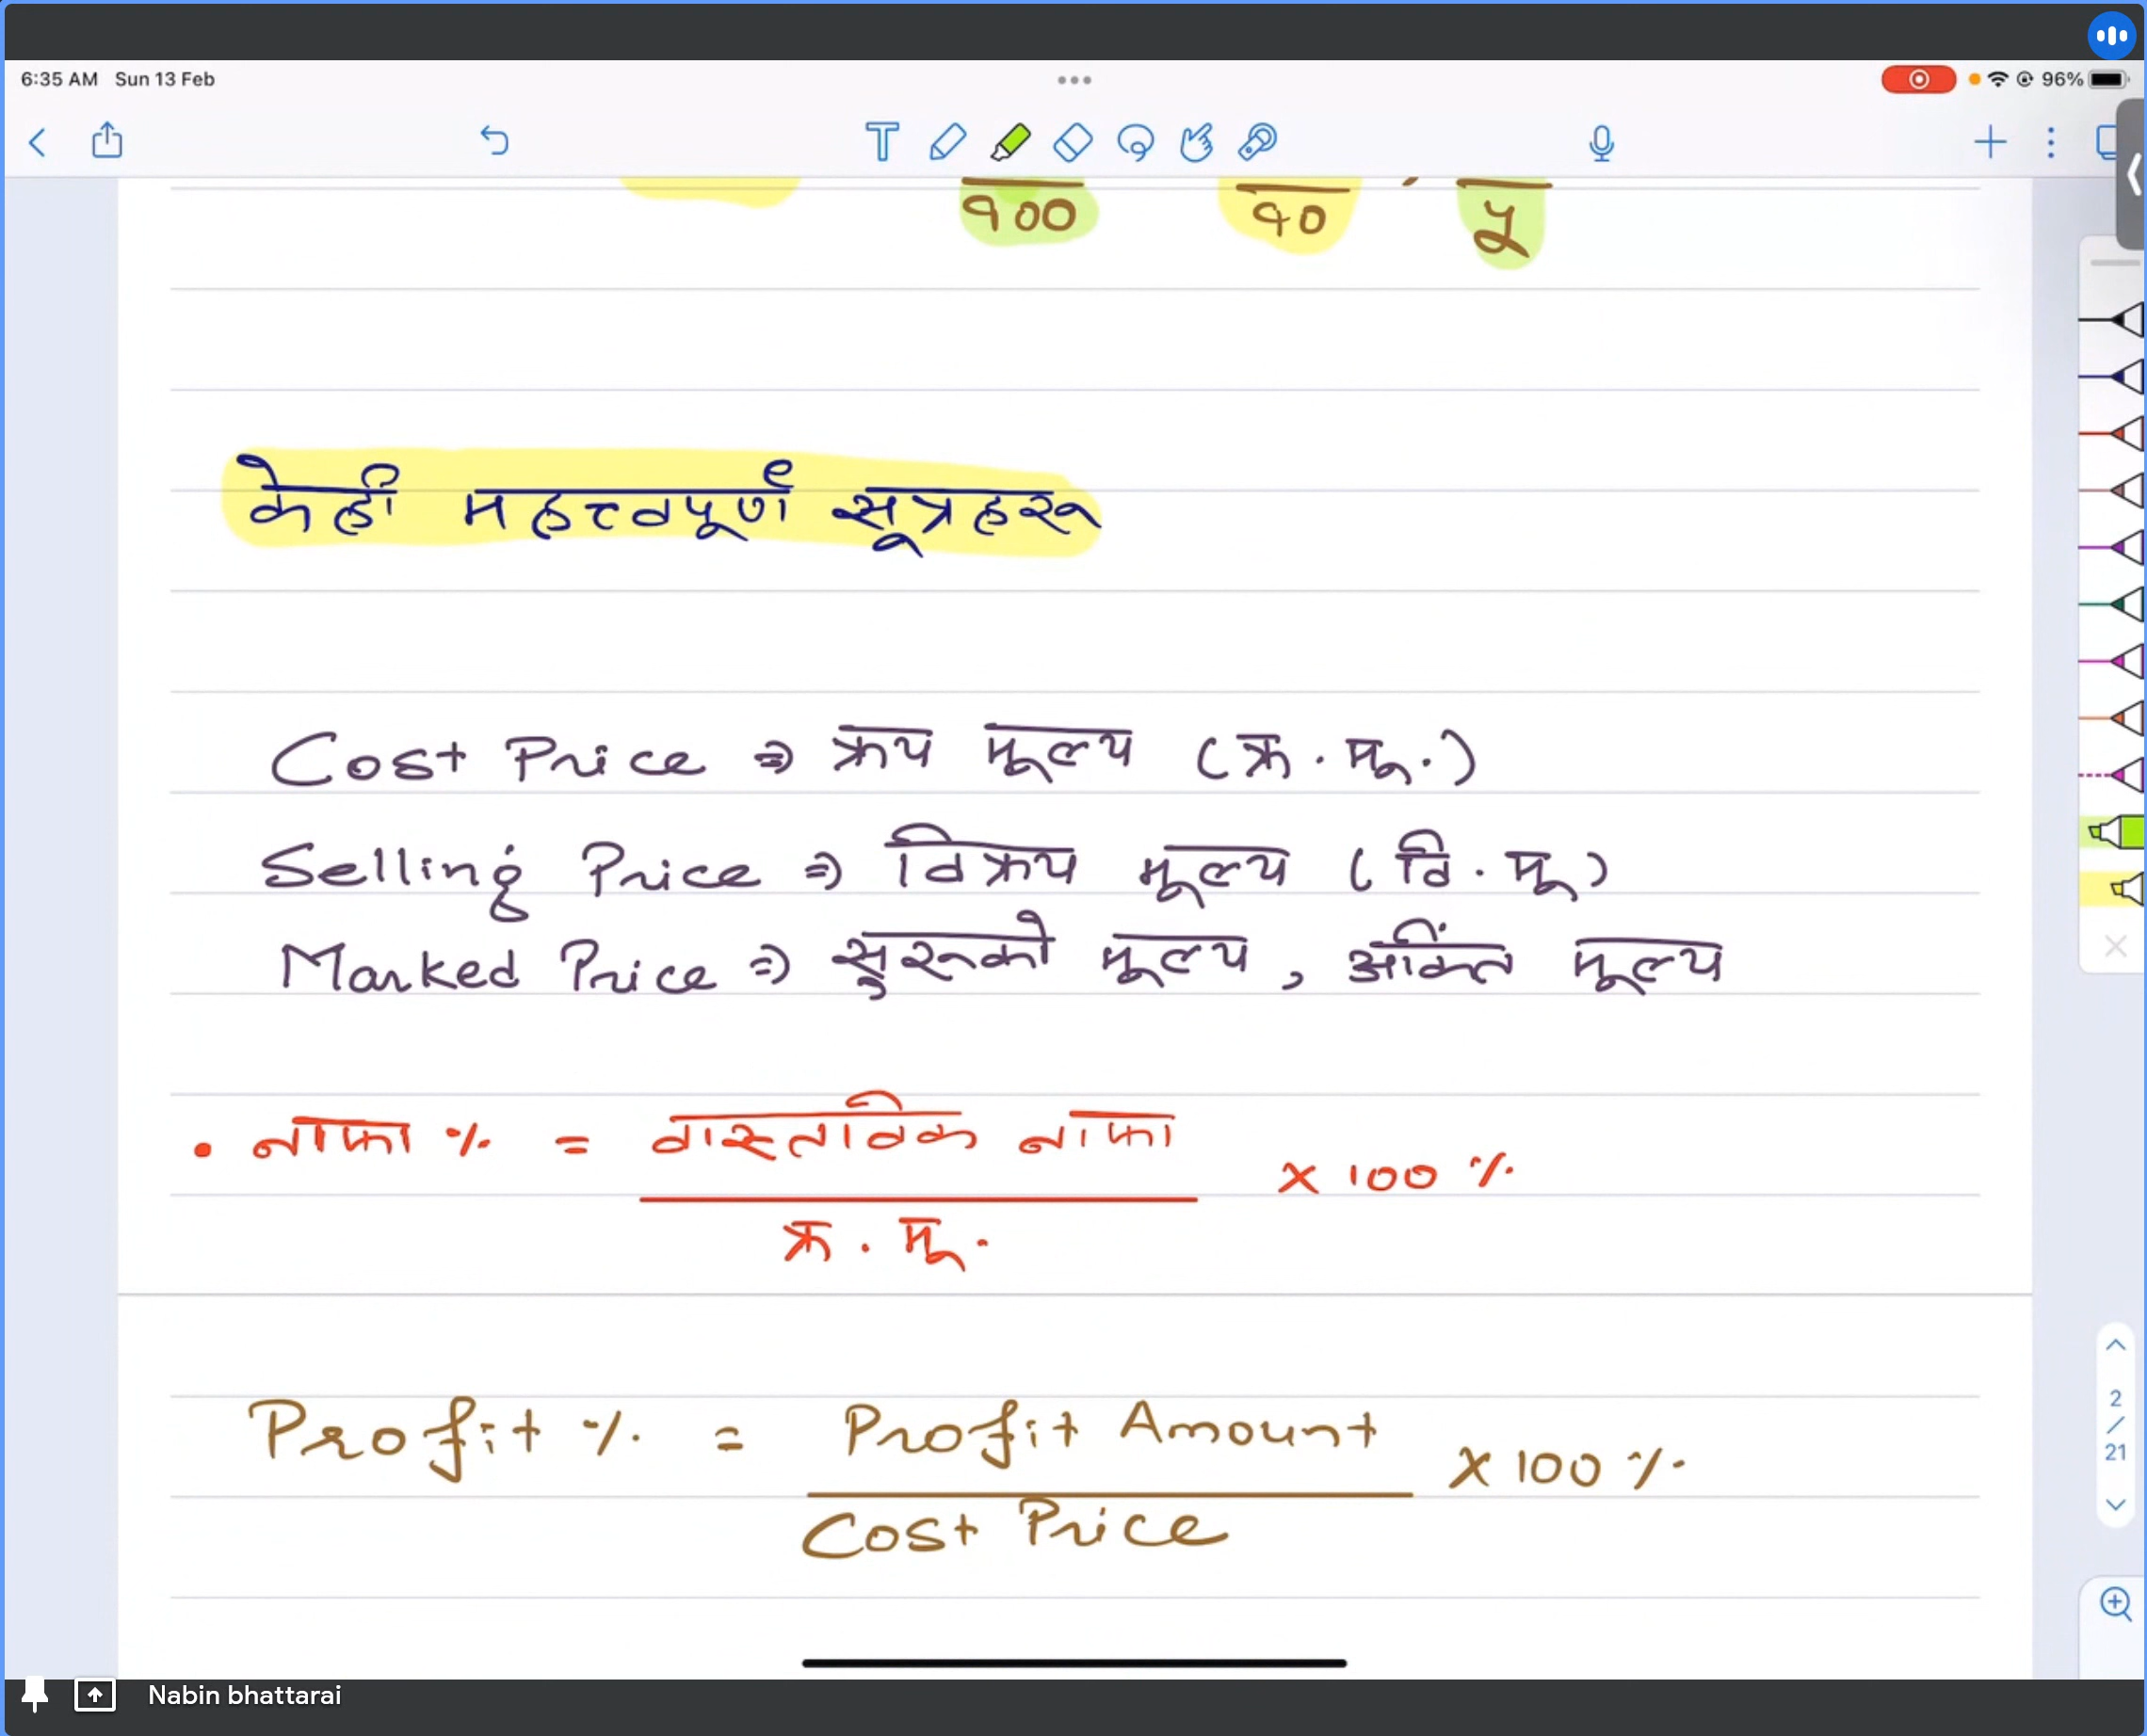 6:35 AM Sun 13 Feb
96%
१०० १० ५
केही महत्त्वपूर्ण सूत्रहरू
Cost Price ⇒ क्रय मूल्य (क्र. मू.)
Selling Price ⇒ विक्रय मूल्य (वि. मू)
Marked Price ⇒ सुरूको मूल्य, अंकित मूल्य
• नाफा % = वास्तविक नाफा
× 100 %
क्र. मू.
Profit % = Profit Amount
× 100 %
Cost Price
2
/
21
Nabin bhattarai